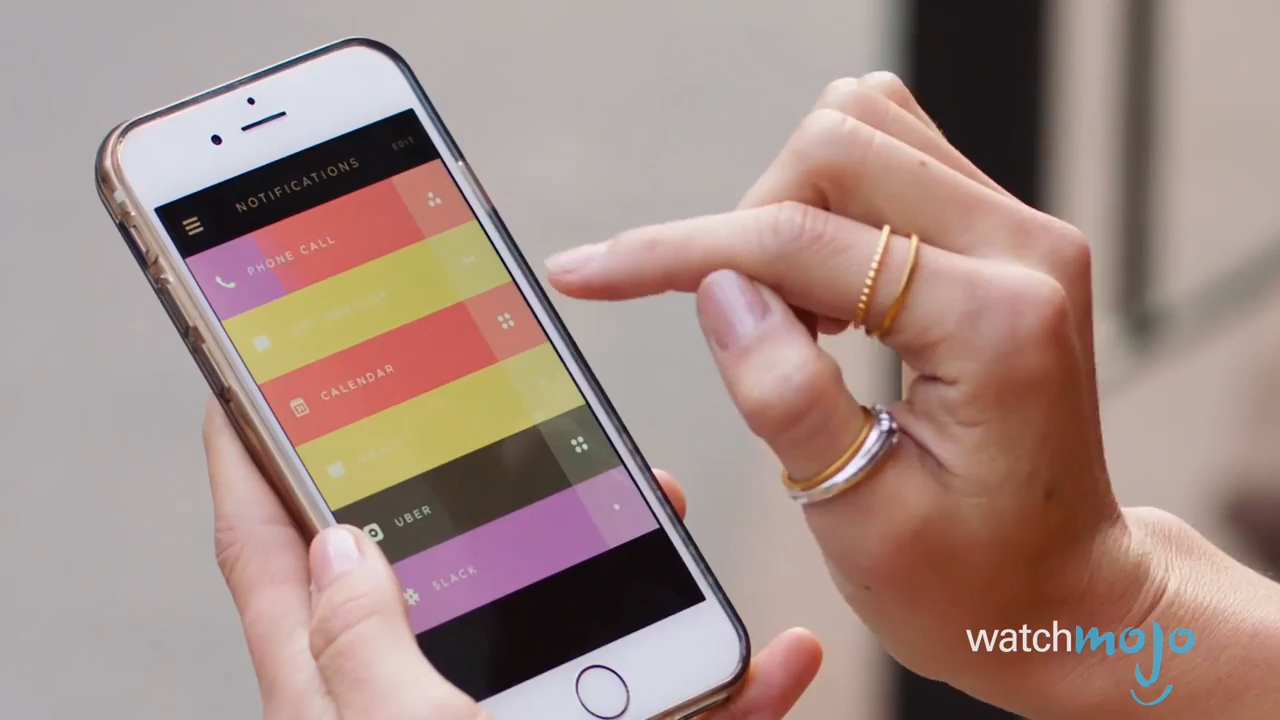 EDIT
NOTIFICATIONS
PHONE CALL
CALENDAR
UBER
SLACK
watchmojo